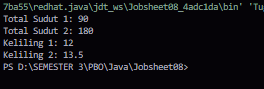 7ba55\redhat.java\jdt_ws\Jobsheet08_4adc1da\bin' 'Tu
Total Sudut 1: 90
Total Sudut 2: 180
Keliling 1: 12
Keliling 2: 13.5
PS D:\SEMESTER 3\PBO\Java\Jobsheet08>